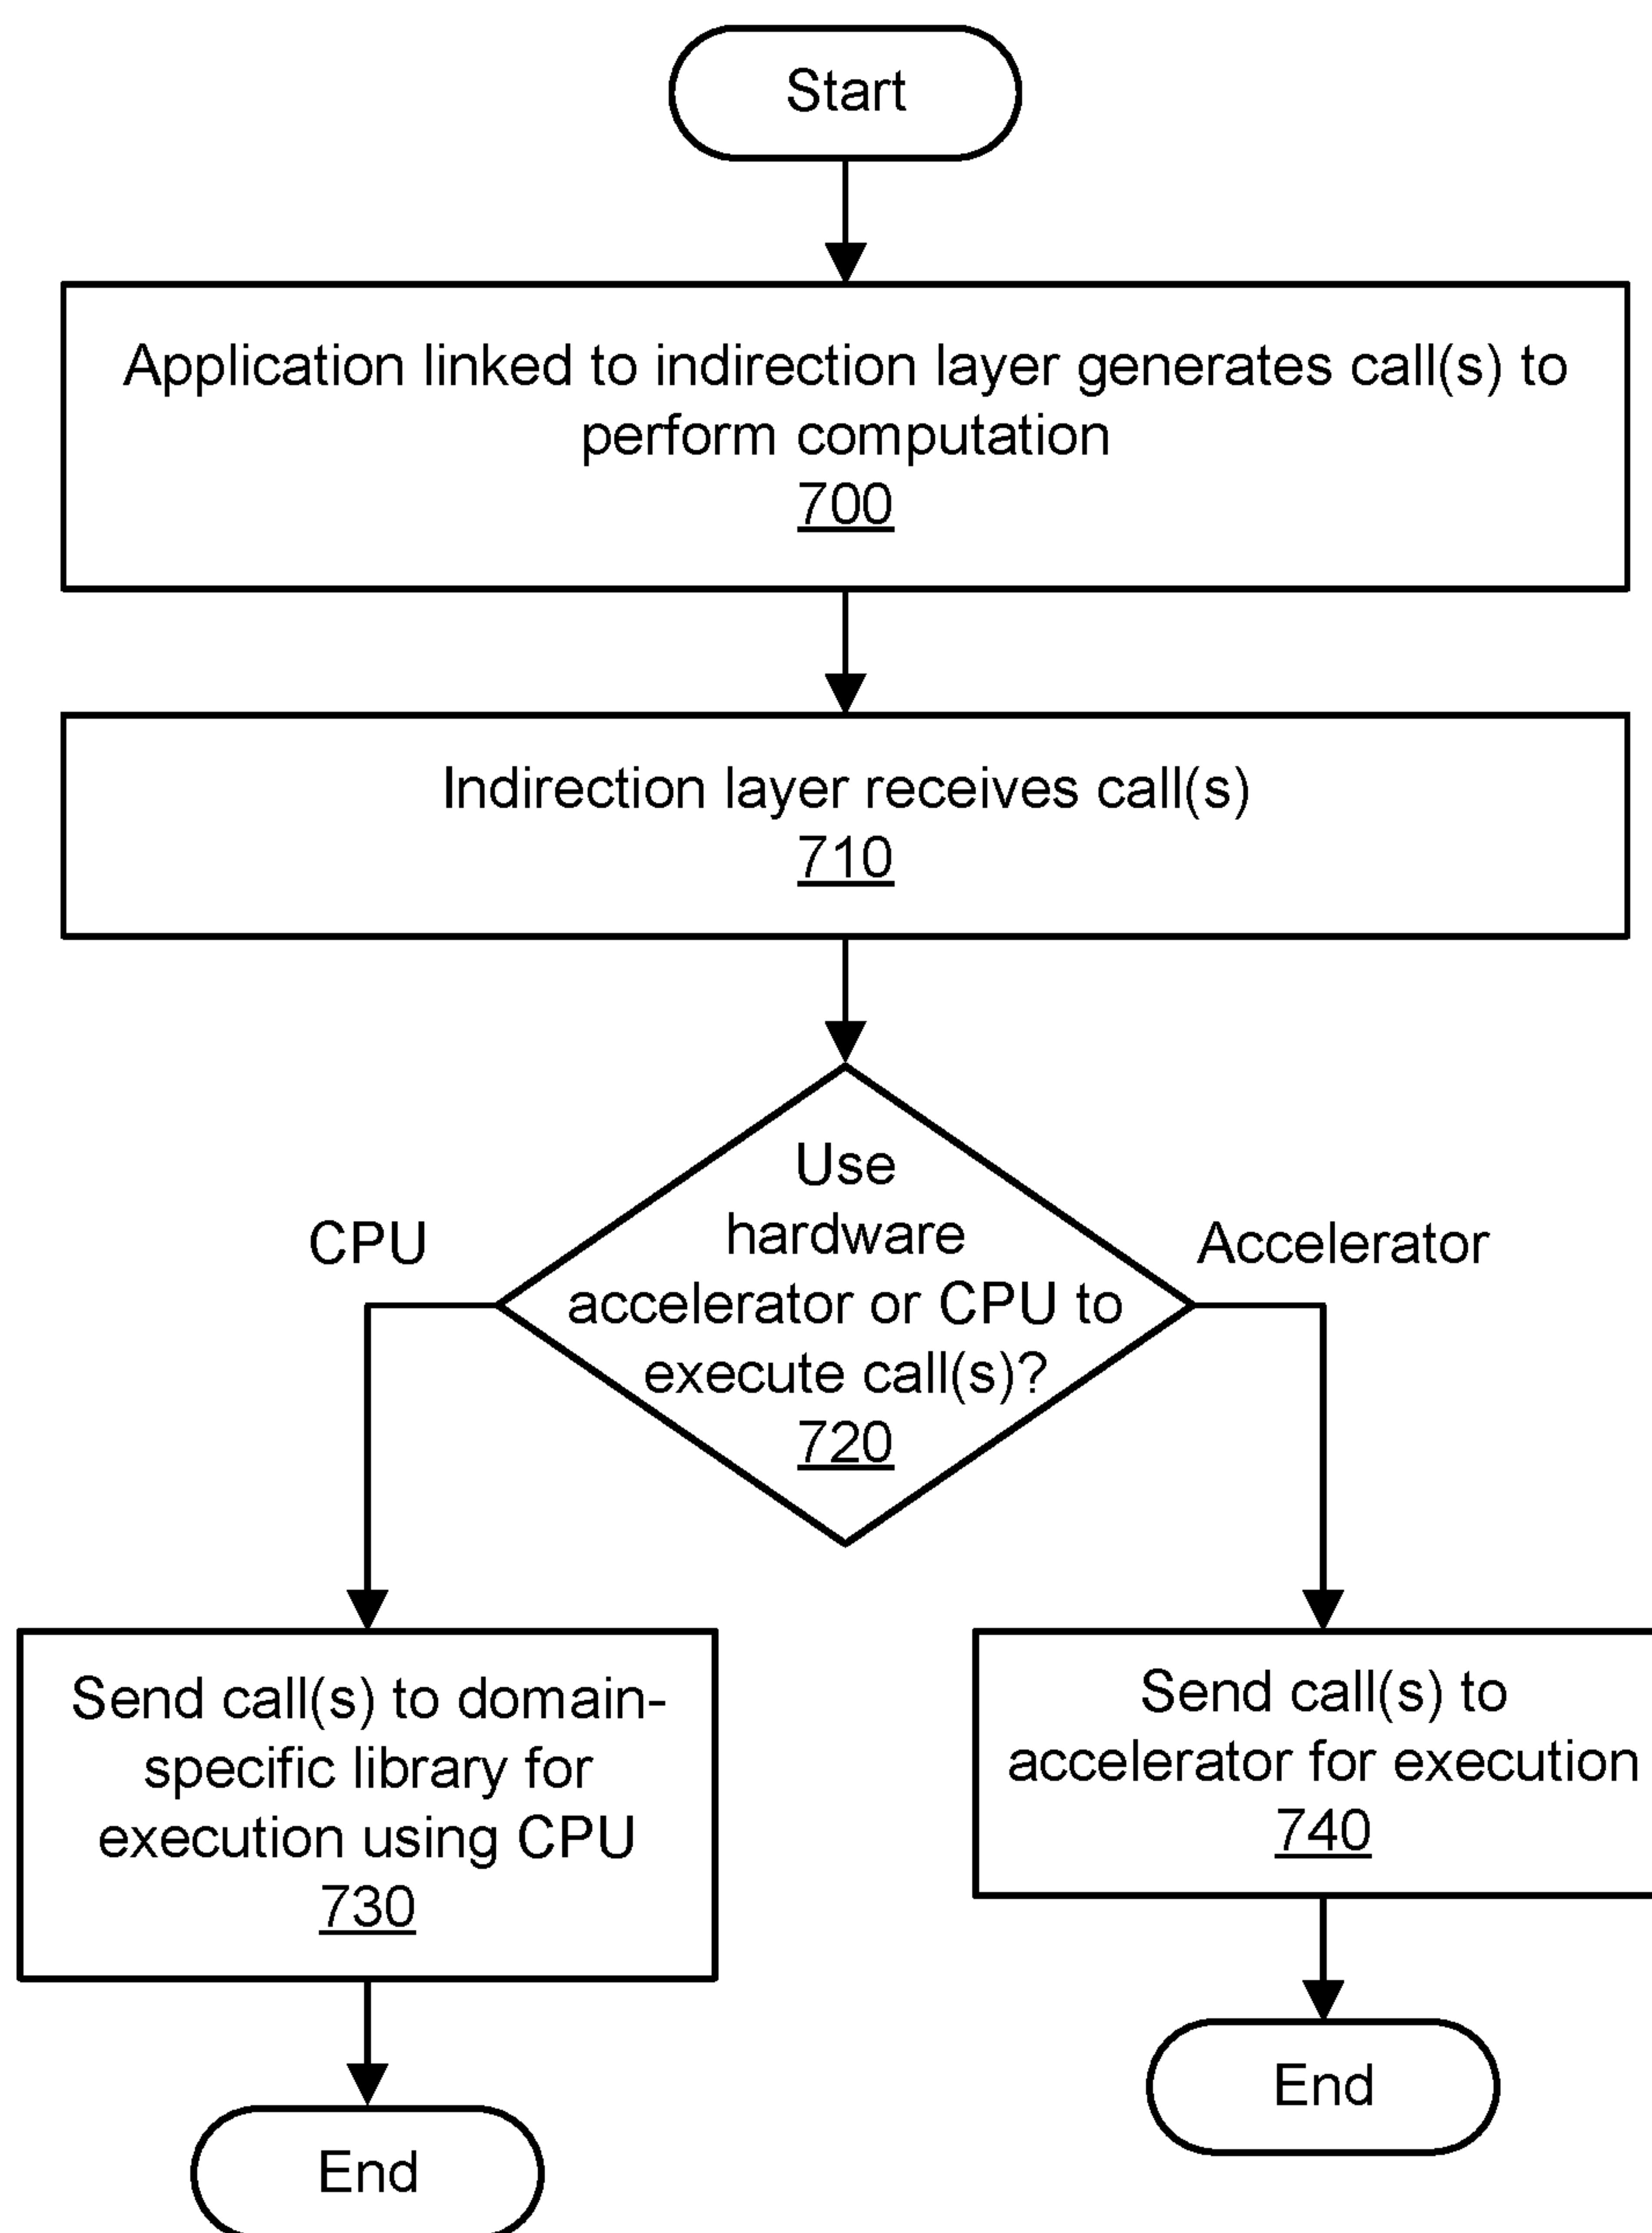 Start
Application linked to indirection layer generates call(s) to
perform computation
700
Indirection layer receives call(s)
710
Use
hardware
accelerator or CPU to
execute call(s)?
720
CPU
Accelerator
Send call(s) to domain-
specific library for
execution using CPU
730
Send call(s) to
accelerator for execution
740
End
End